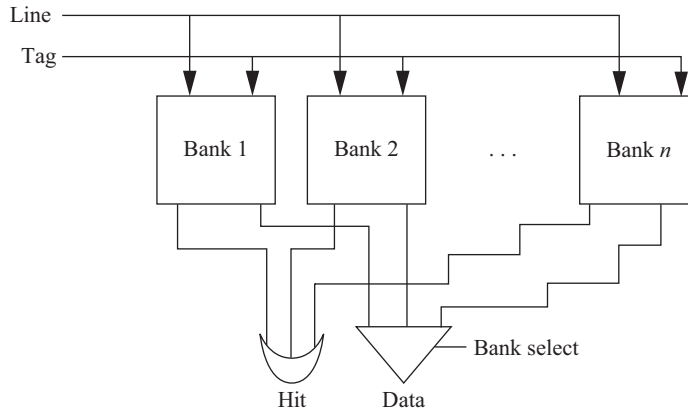 Line
Tag
Bank 1
Bank 2
. . .
Bank n
Bank select
Hit
Data